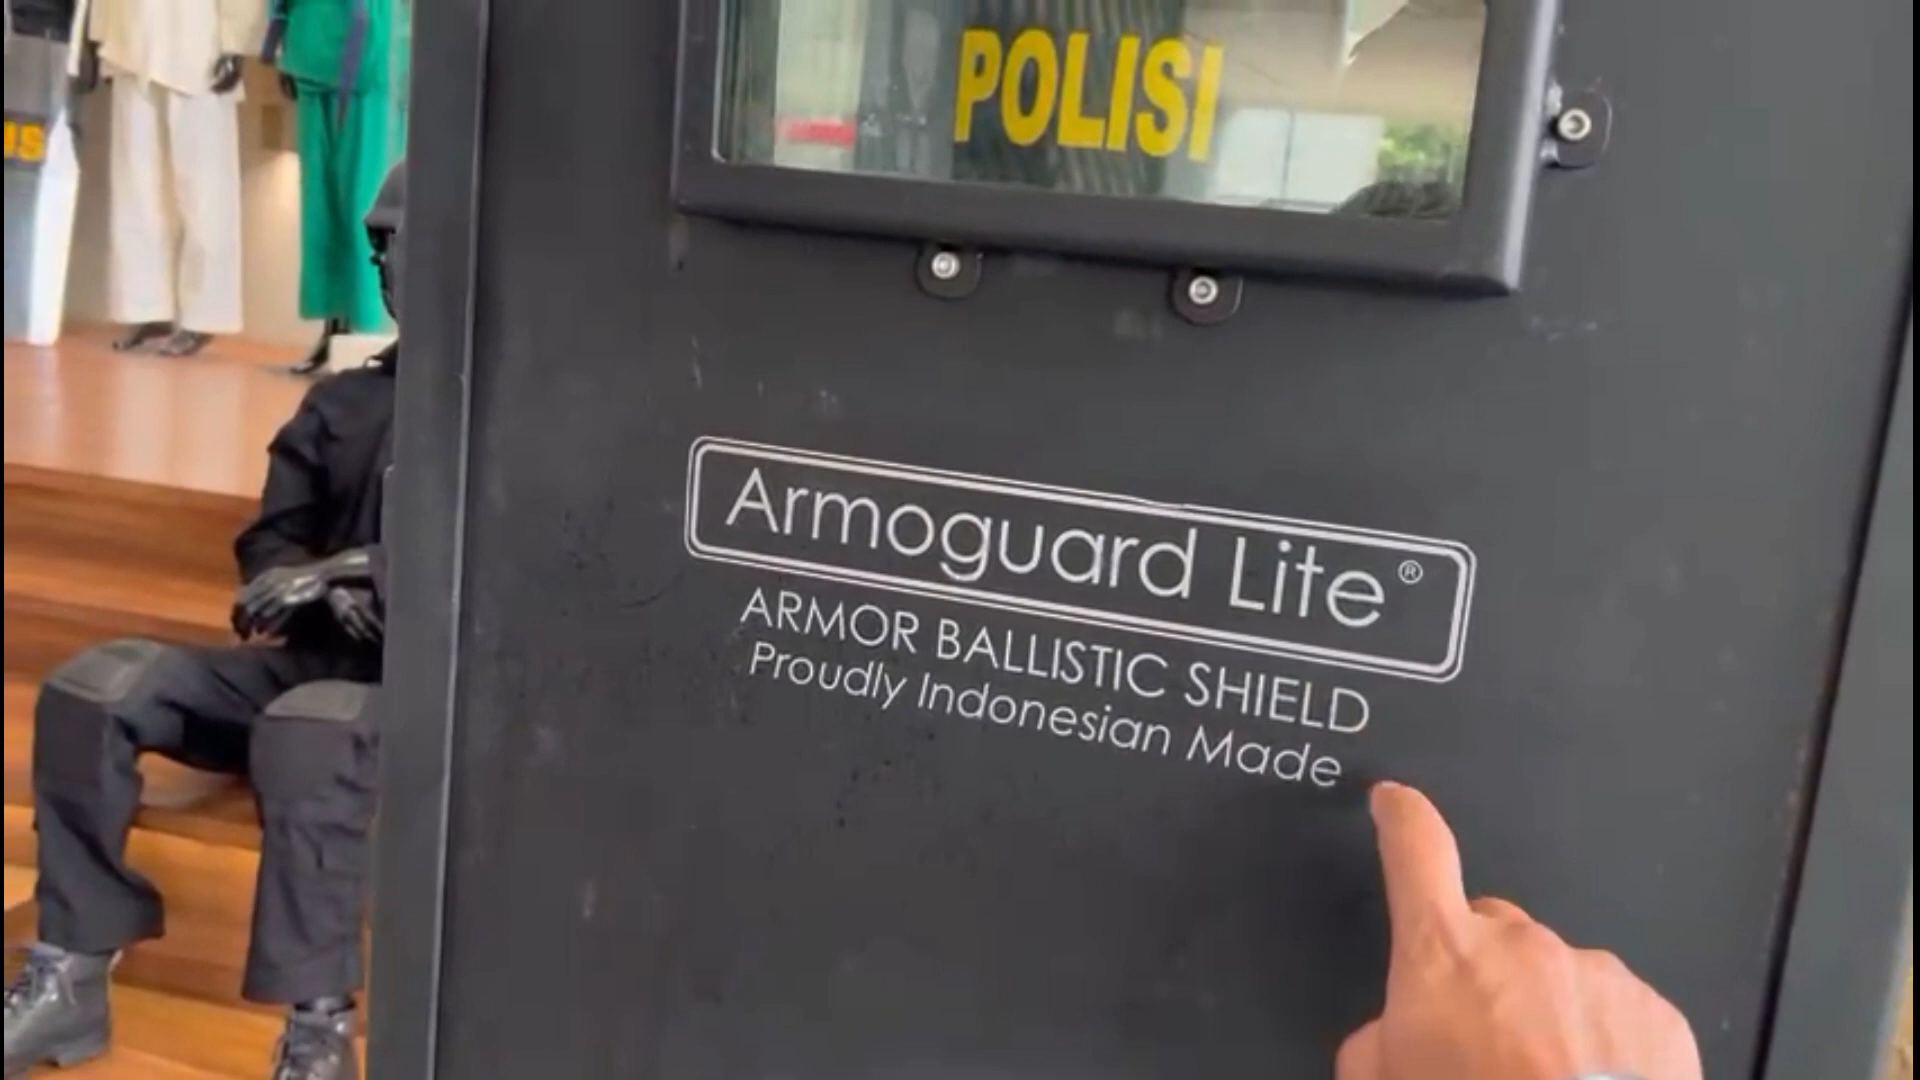 POLISI
Armoguard Lite®
ARMOR BALLISTIC SHIELD
Proudly Indonesian Made